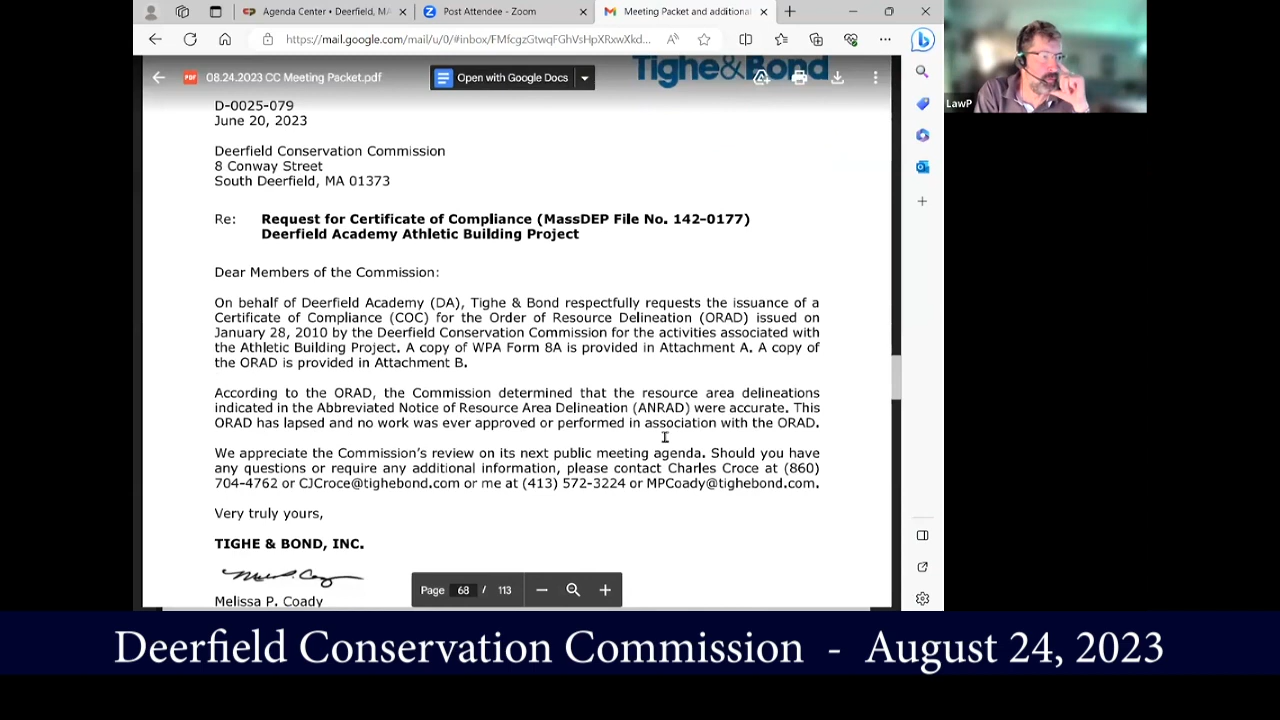 Agenda Center • Deerfield, MA
Post Attendee - Zoom
Meeting Packet and additional
https://mail.google.com/mail/u/0/#inbox/FMfcgzGtwqFGhVsHpXRxwXkd...
PDF
08.24.2023 CC Meeting Packet.pdf
Open with Google Docs
Tighe&Bond
D-0025-079
June 20, 2023
Deerfield Conservation Commission
8 Conway Street
South Deerfield, MA 01373
Re: Request for Certificate of Compliance (MassDEP File No. 142-0177)
Deerfield Academy Athletic Building Project
Dear Members of the Commission:
On behalf of Deerfield Academy (DA), Tighe & Bond respectfully requests the issuance of a
Certificate of Compliance (COC) for the Order of Resource Delineation (ORAD) issued on
January 28, 2010 by the Deerfield Conservation Commission for the activities associated with
the Athletic Building Project. A copy of WPA Form 8A is provided in Attachment A. A copy of
the ORAD is provided in Attachment B.
According to the ORAD, the Commission determined that the resource area delineations
indicated in the Abbreviated Notice of Resource Area Delineation (ANRAD) were accurate. This
ORAD has lapsed and no work was ever approved or performed in association with the ORAD.
We appreciate the Commission's review on its next public meeting agenda. Should you have
any questions or require any additional information, please contact Charles Croce at (860)
704-4762 or CJCroce@tighebond.com or me at (413) 572-3224 or MPCoady@tighebond.com.
Very truly yours,
TIGHE & BOND, INC.
Melissa P. Coady
Page 68 / 113
LawP
Deerfield Conservation Commission - August 24, 2023